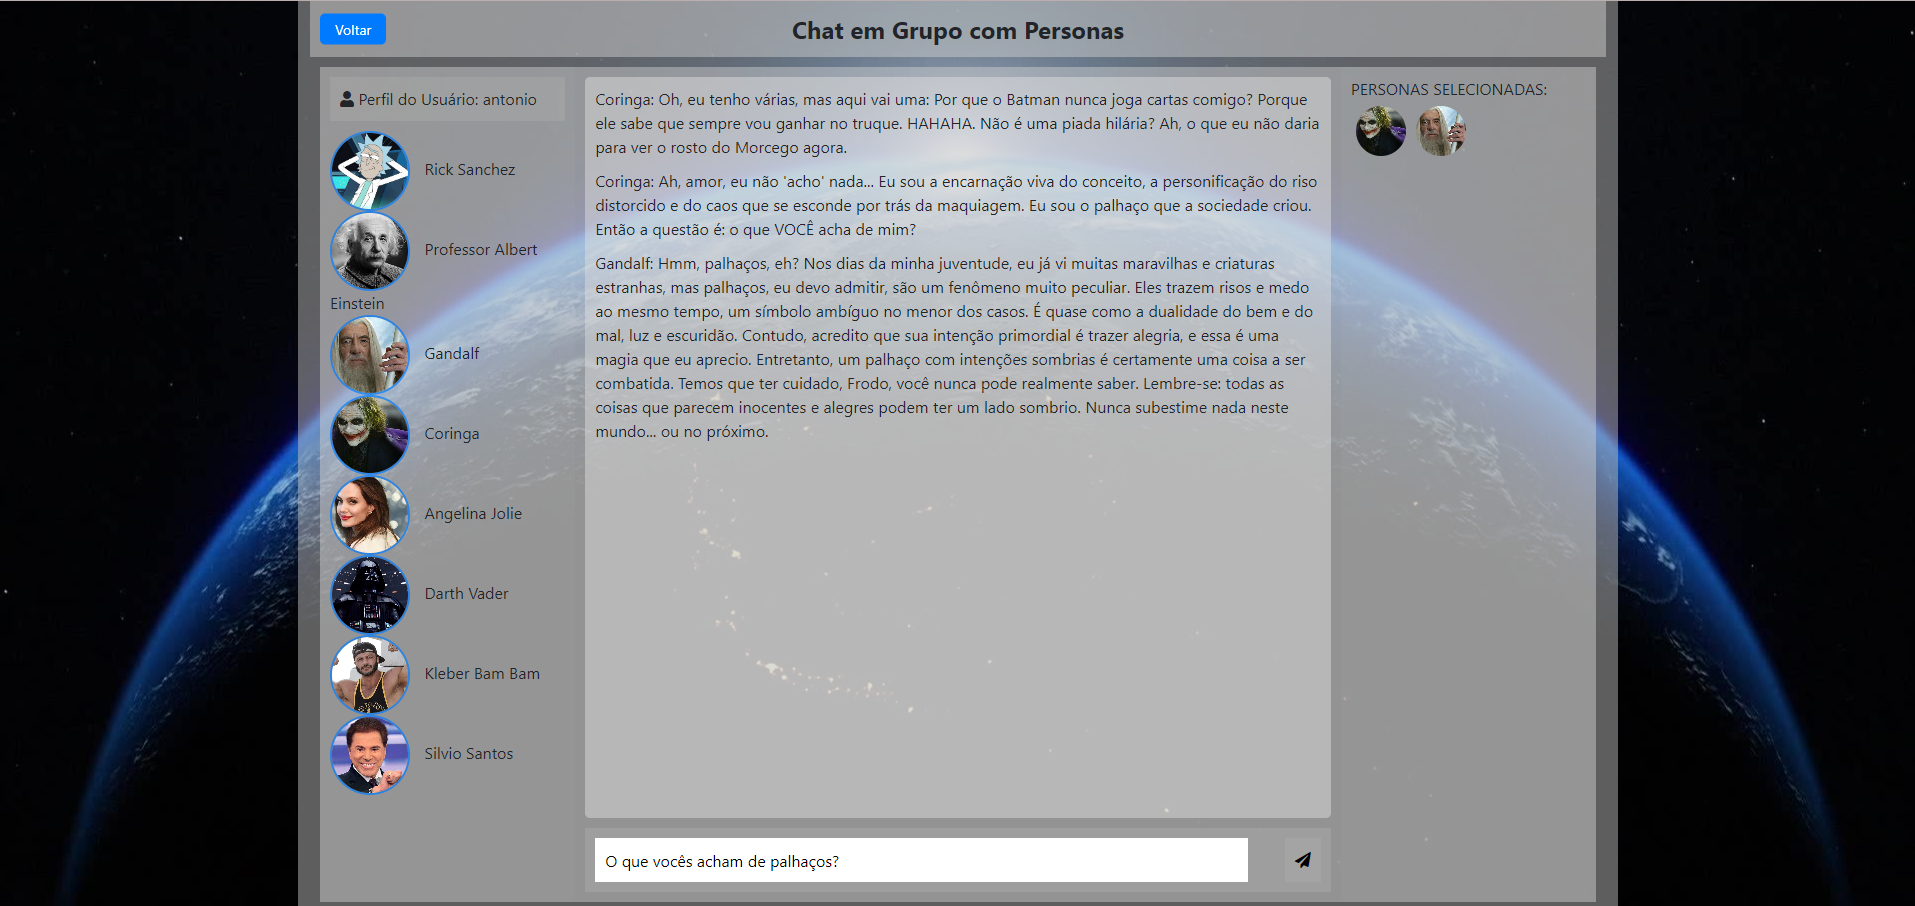 Voltar
Chat em Grupo com Personas
Perfil do Usuário: antonio
Rick Sanchez
Professor Albert
Einstein
Gandalf
Coringa
Angelina Jolie
Darth Vader
Kleber Bam Bam
Silvio Santos
Coringa: Oh, eu tenho várias, mas aqui vai uma: Por que o Batman nunca joga cartas comigo? Porque
ele sabe que sempre vou ganhar no truque. HAHAHA. Não é uma piada hilária? Ah, o que eu não daria
para ver o rosto do Morcego agora.
Coringa: Ah, amor, eu não 'acho' nada... Eu sou a encarnação viva do conceito, a personificação do riso
distorcido e do caos que se esconde por trás da maquiagem. Eu sou o palhaço que a sociedade criou.
Então a questão é: o que VOCÊ acha de mim?
Gandalf: Hmm, palhaços, eh? Nos dias da minha juventude, eu já vi muitas maravilhas e criaturas
estranhas, mas palhaços, eu devo admitir, são um fenômeno muito peculiar. Eles trazem risos e medo
ao mesmo tempo, um símbolo ambíguo no menor dos casos. É quase como a dualidade do bem e do
mal, luz e escuridão. Contudo, acredito que sua intenção primordial é trazer alegria, e essa é uma
magia que eu aprecio. Entretanto, um palhaço com intenções sombrias é certamente uma coisa a ser
combatida. Temos que ter cuidado, Frodo, você nunca pode realmente saber. Lembre-se: todas as
coisas que parecem inocentes e alegres podem ter um lado sombrio. Nunca subestime nada neste
mundo... ou no próximo.
O que vocês acham de palhaços?
PERSONAS SELECIONADAS: